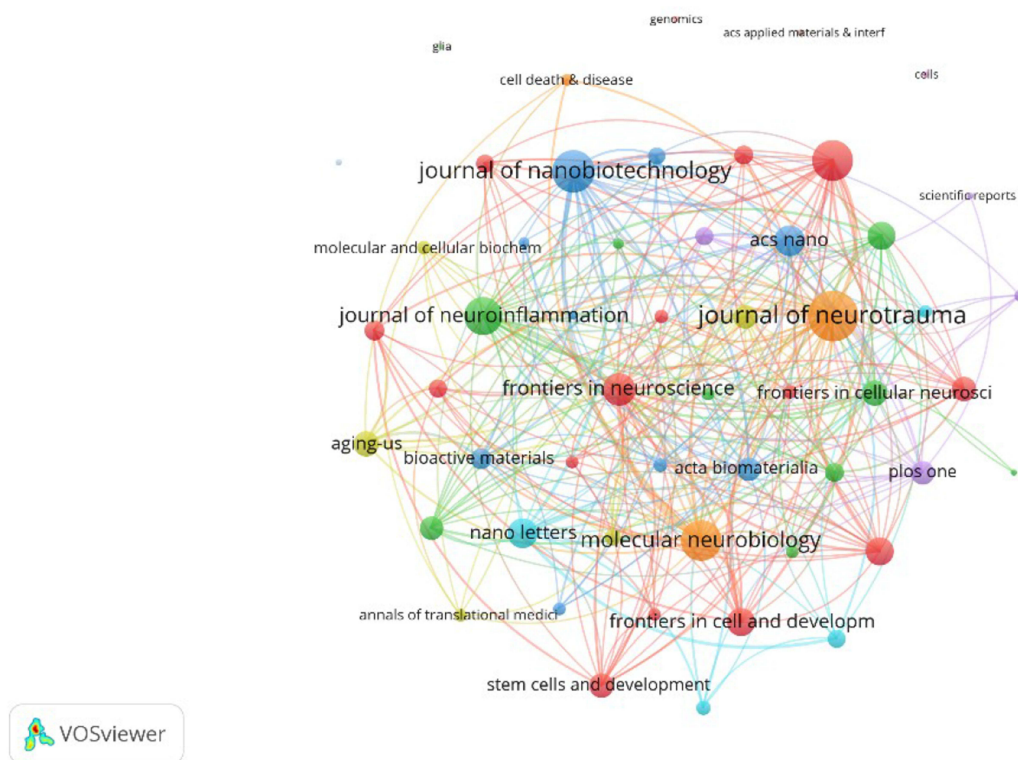 genomics
acs applied materials & interf
glia
cells
cell death & disease
journal of nanobiotechnology
scientific reports
acs nano
molecular and cellular biochem
journal of neuroinflammation
journal of neurotrauma
frontiers in neuroscience
frontiers in cellular neurosci
aging-us
bioactive materials
acta biomaterialia
plos one
nano letters
molecular neurobiology
annals of translational medici
frontiers in cell and developm
stem cells and development
VOSviewer